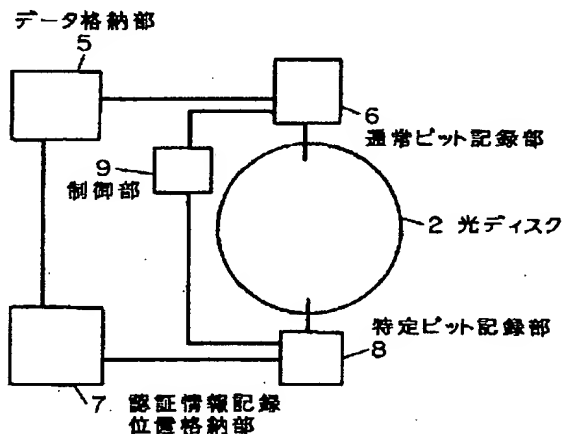 データ格納部
5
6
通常ピット記録部
9
制御部
2 光ディスク
特定ピット記録部
8
7 認証情報記録
位置格納部